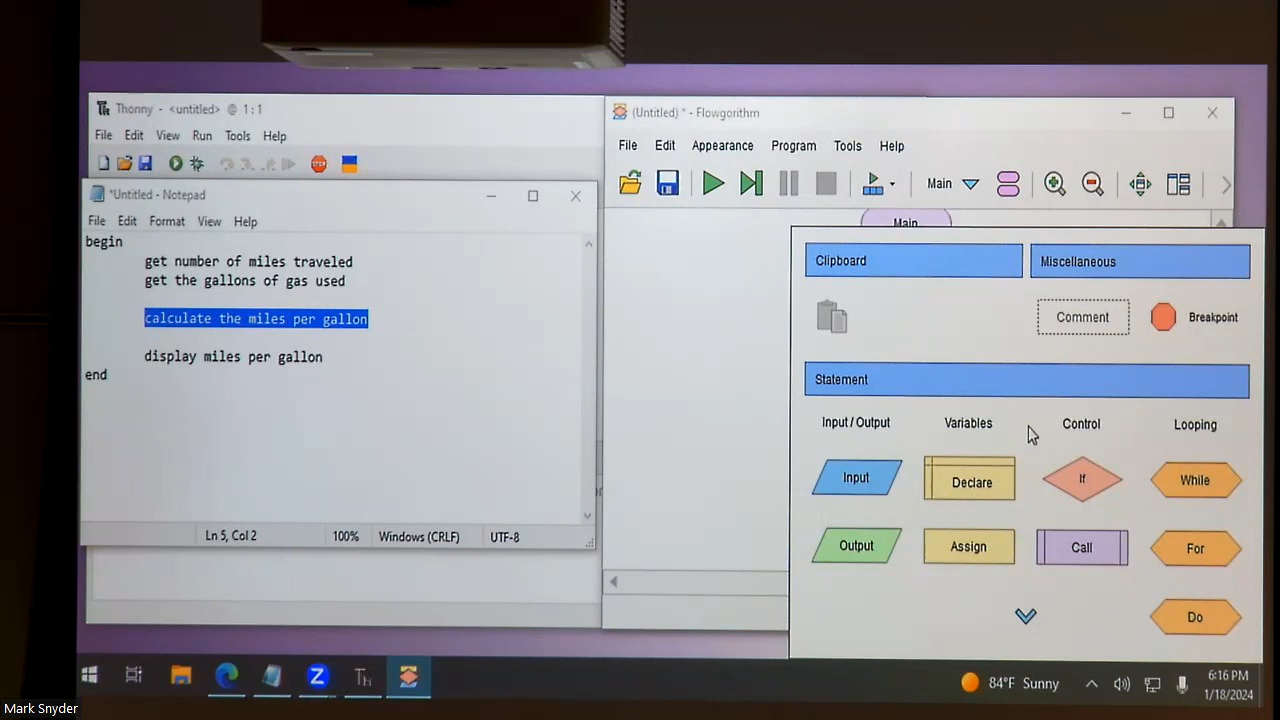 Thonny - <untitled> @ 1:1
File Edit View Run Tools Help
*Untitled - Notepad
File Edit Format View Help
begin
get number of miles traveled
get the gallons of gas used
calculate the miles per gallon
display miles per gallon
end
Ln 5, Col 2 100% Windows (CRLF) UTF-8
(Untitled) * - Flowgorithm
File Edit Appearance Program Tools Help
Main
Main
Clipboard Miscellaneous
Comment Breakpoint
Statement
Input / Output Variables Control Looping
Input Declare If While
Output Assign Call For
Do
84°F Sunny
6:16 PM
1/18/2024
Mark Snyder